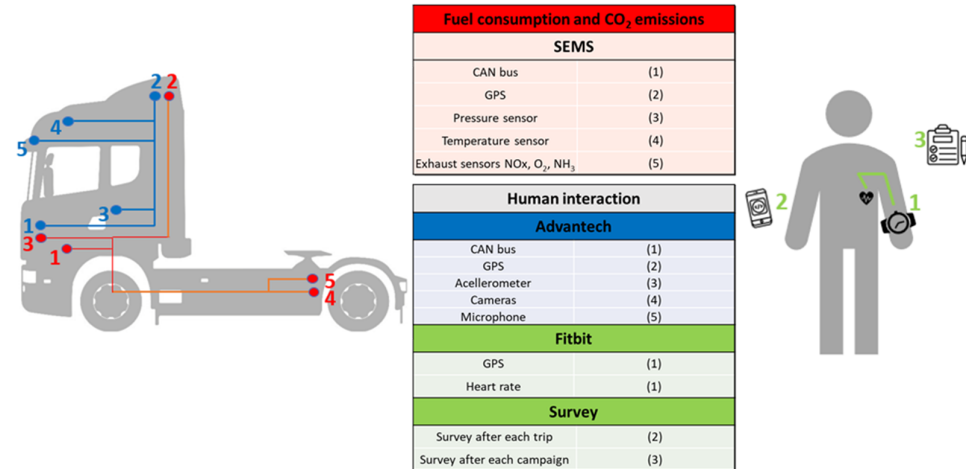 2 2
4
5
3
1
3
1
5
4
Fuel consumption and CO₂ emissions
SEMS
CAN bus (1)
GPS (2)
Pressure sensor (3)
Temperature sensor (4)
Exhaust sensors NOx, O₂, NH₃ (5)
Human interaction
Advantech
CAN bus (1)
GPS (2)
Acellerometer (3)
Cameras (4)
Microphone (5)
Fitbit
GPS (1)
Heart rate (1)
Survey
Survey after each trip (2)
Survey after each campaign (3)
3
2
1